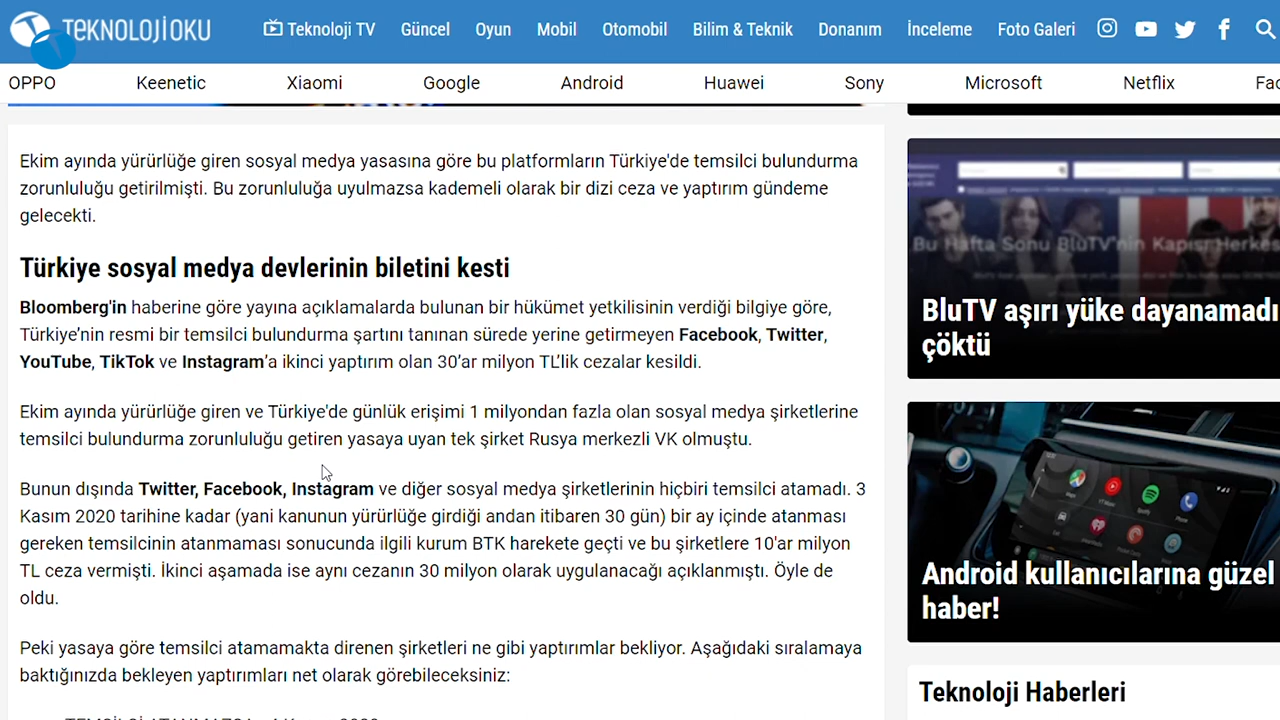 TEKNOLOJİOKU
Teknoloji TV Güncel Oyun Mobil Otomobil Bilim & Teknik Donanım İnceleme Foto Galeri
OPPO Keenetic Xiaomi Google Android Huawei Sony Microsoft Netflix
Ekim ayında yürürlüğe giren sosyal medya yasasına göre bu platformların Türkiye'de temsilci bulundurma
zorunluluğu getirilmişti. Bu zorunluluğa uyulmazsa kademeli olarak bir dizi ceza ve yaptırım gündeme
gelecekti.
Türkiye sosyal medya devlerinin biletini kesti
Bloomberg'in haberine göre yayına açıklamalarda bulunan bir hükümet yetkilisinin verdiği bilgiye göre,
Türkiye’nin resmi bir temsilci bulundurma şartını tanınan sürede yerine getirmeyen Facebook, Twitter,
YouTube, TikTok ve Instagram’a ikinci yaptırım olan 30’ar milyon TL’lik cezalar kesildi.
Ekim ayında yürürlüğe giren ve Türkiye'de günlük erişimi 1 milyondan fazla olan sosyal medya şirketlerine
temsilci bulundurma zorunluluğu getiren yasaya uyan tek şirket Rusya merkezli VK olmuştu.
Bunun dışında Twitter, Facebook, Instagram ve diğer sosyal medya şirketlerinin hiçbiri temsilci atamadı. 3
Kasım 2020 tarihine kadar (yani kanunun yürürlüğe girdiği andan itibaren 30 gün) bir ay içinde atanması
gereken temsilcinin atanmaması sonucunda ilgili kurum BTK harekete geçti ve bu şirketlere 10'ar milyon
TL ceza vermişti. İkinci aşamada ise aynı cezanın 30 milyon olarak uygulanacağı açıklanmıştı. Öyle de
oldu.
Peki yasaya göre temsilci atamamakta direnen şirketleri ne gibi yaptırımlar bekliyor. Aşağıdaki sıralamaya
baktığınızda bekleyen yaptırımları net olarak görebileceksiniz:
Bu Hafta Sonu BluTV'nin Kapısı Herkes
BluTV aşırı yüke dayanamadı
çöktü
Android kullanıcılarına güzel
haber!
Teknoloji Haberleri